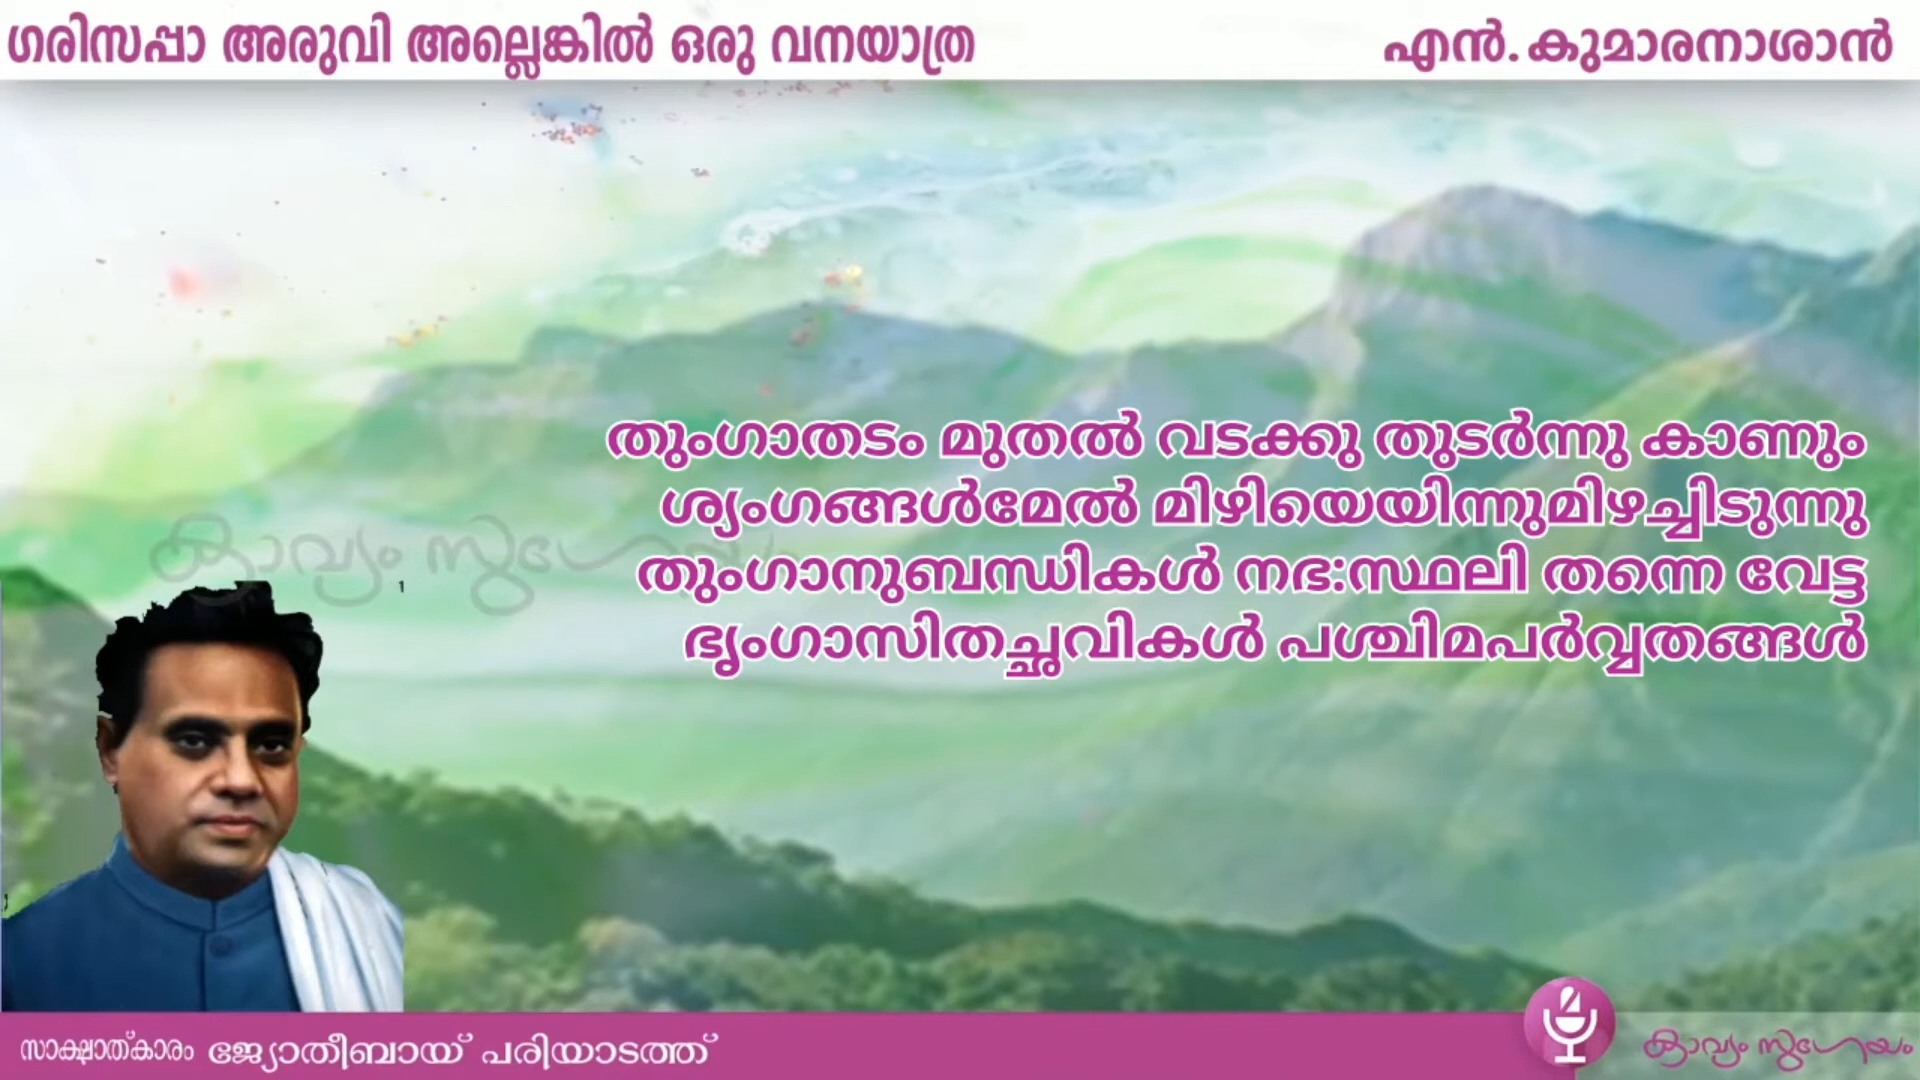 ഗരിസപ്പാ അരുവി അല്ലെങ്കിൽ ഒരു വനയാത്ര
എൻ. കുമാരനാശാൻ
തുംഗാതടം മുതൽ വടക്കു തുടർന്നു കാണും
ശൃംഗങ്ങൾമേൽ മിഴിയെയിന്നുമിഴച്ചിടുന്നു
തുംഗാനുബന്ധികൾ നഭ:സ്ഥലി തന്നെ വേട്ട
ഭൃംഗാസിതച്ഛവികൾ പശ്ചിമപർവ്വതങ്ങൾ
കാവ്യം സുഗേയം
സാക്ഷാത്കാരം ജ്യോതീബായ് പരിയാടത്ത്
കാവ്യം സുഗേയം